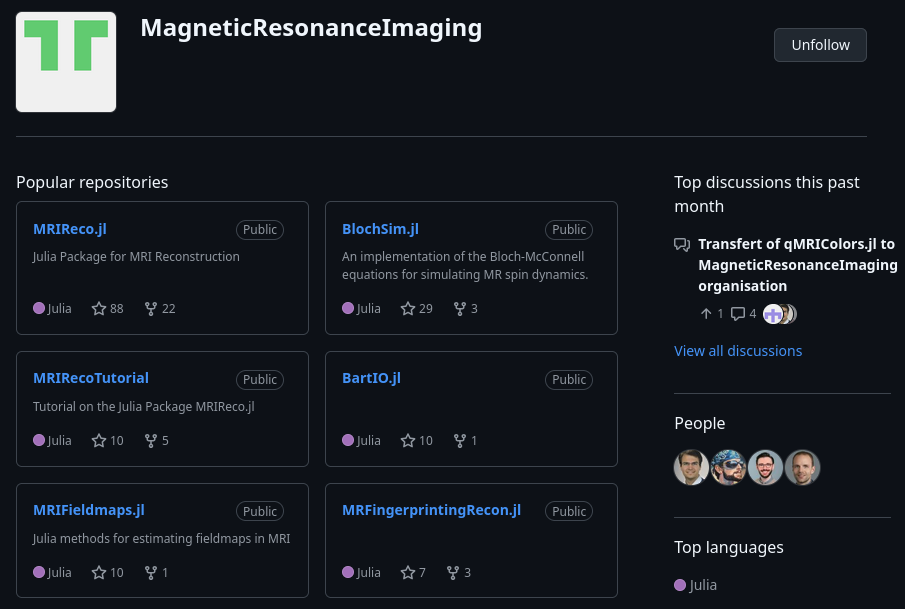 MagneticResonanceImaging
Unfollow
Popular repositories
MRIReco.jl
Public
Julia Package for MRI Reconstruction
Julia
88
22
BlochSim.jl
Public
An implementation of the Bloch-McConnell
equations for simulating MR spin dynamics.
Julia
29
3
MRIRecoTutorial
Public
Tutorial on the Julia Package MRIReco.jl
Julia
10
5
BartIO.jl
Public
Julia
10
1
MRIFieldmaps.jl
Public
Julia methods for estimating fieldmaps in MRI
Julia
10
1
MRFingerprintingRecon.jl
Public
Julia
7
3
Top discussions this past
month
Transfert of qMRIColors.jl to
MagneticResonanceImaging
organisation
1
4
View all discussions
People
Top languages
Julia